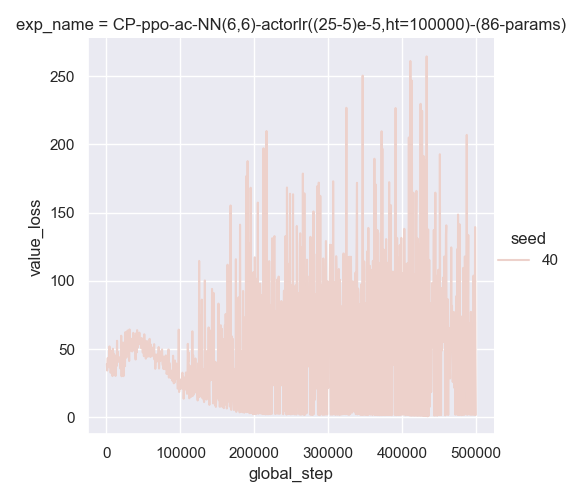 exp_name = CP-ppo-ac-NN(6,6)-actorlr((25-5)e-5,ht=100000)-(86-params)
250
200
150
100
50
0
value_loss
0 100000 200000 300000 400000 500000
global_step
seed
40